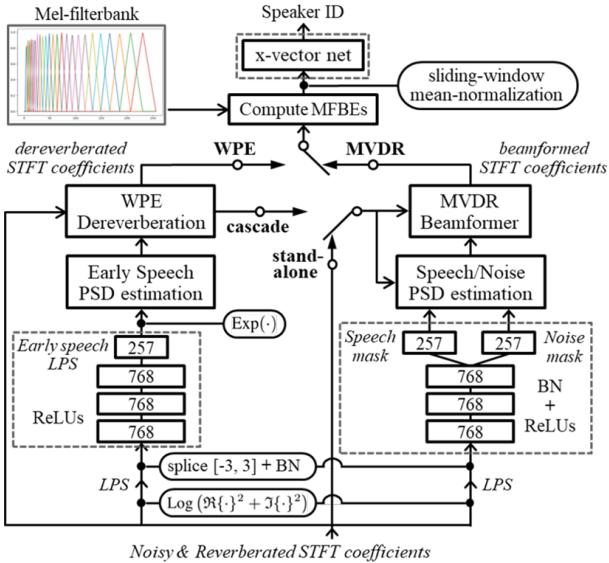 Mel-filterbank
Speaker ID
x-vector net
sliding-window
mean-normalization
Compute MFBEs
dereverberated
STFT coefficients
WPE
MVDR
beamformed
STFT coefficients
WPE
Dereverberation
cascade
MVDR
Beamformer
stand-
alone
Early Speech
PSD estimation
Speech/Noise
PSD estimation
Exp(·)
Early speech
LPS
257
768
768
768
ReLUs
Speech
mask
257
257
Noise
mask
768
768
768
BN
+
ReLUs
splice [-3, 3] + BN
LPS
LPS
Log (ℜ{·}² + ℑ{·}²)
Noisy & Reverberated STFT coefficients